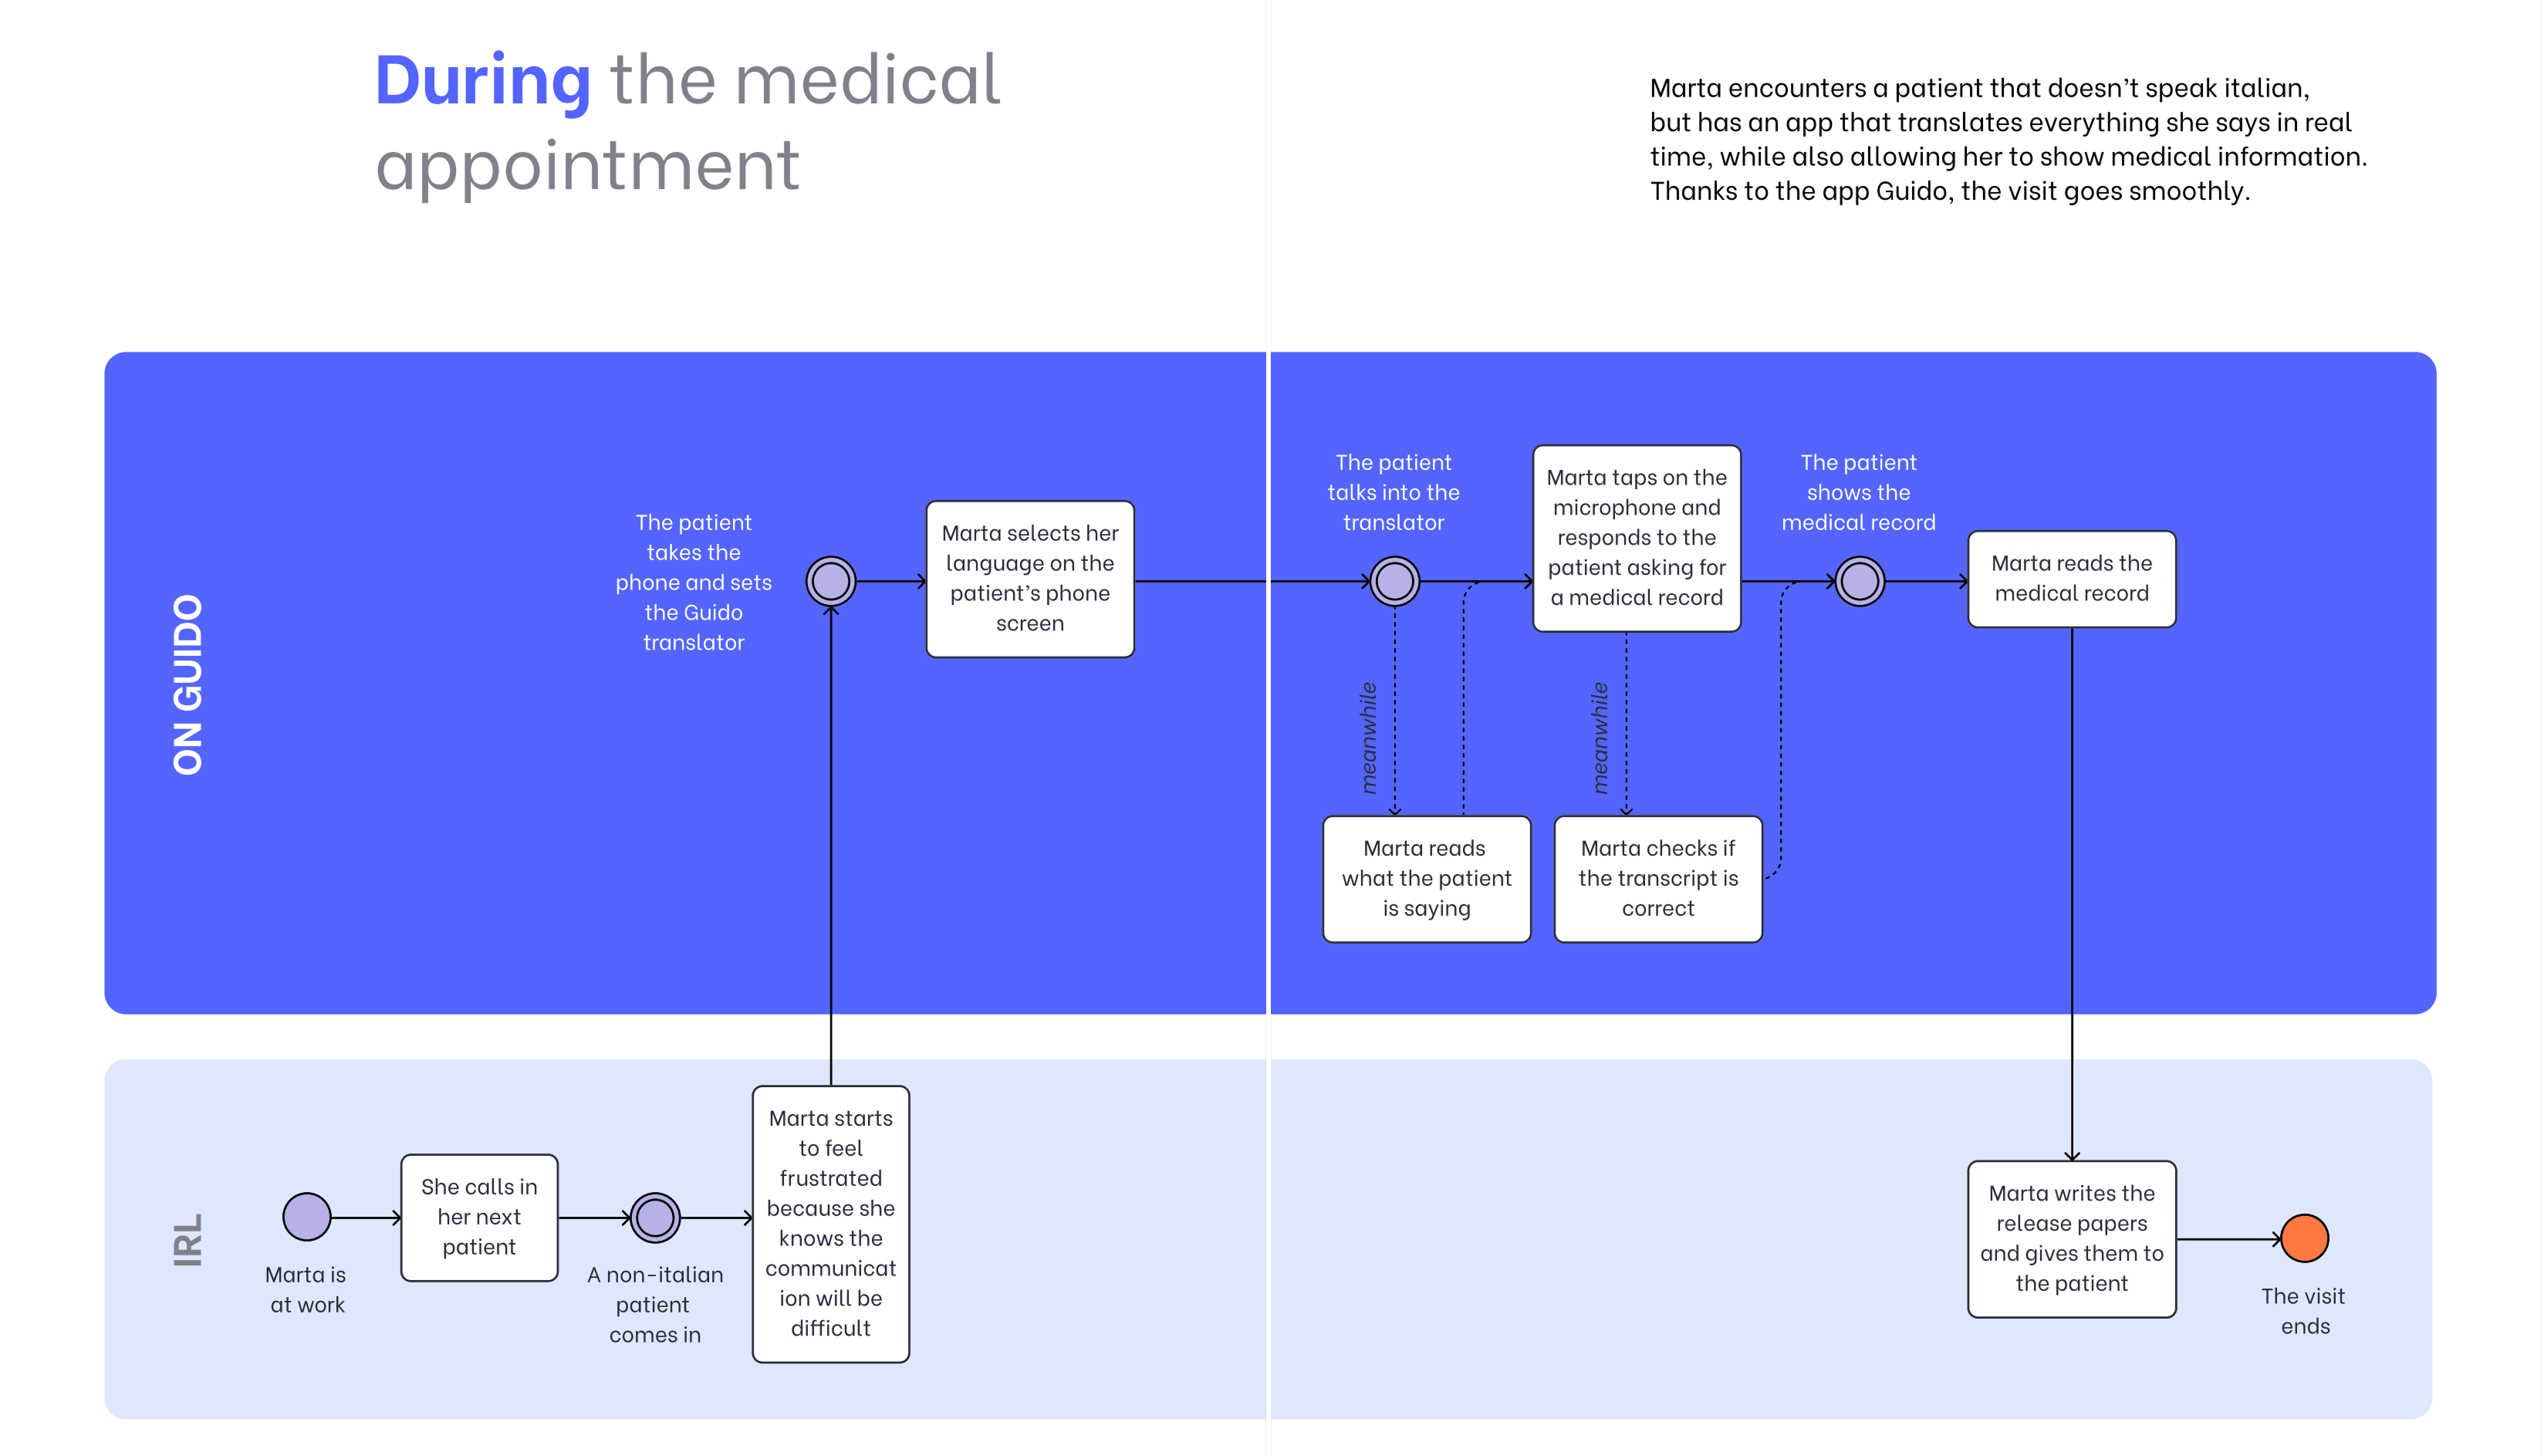 During the medical
appointment
Marta encounters a patient that doesn’t speak italian,
but has an app that translates everything she says in real
time, while also allowing her to show medical information.
Thanks to the app Guido, the visit goes smoothly.
ON GUIDO
The patient
takes the
phone and sets
the Guido
translator
Marta selects her
language on the
patient’s phone
screen
The patient
talks into the
translator
Marta taps on the
microphone and
responds to the
patient asking for
a medical record
The patient
shows the
medical record
Marta reads the
medical record
meanwhile
meanwhile
Marta reads
what the patient
is saying
Marta checks if
the transcript is
correct
IRL
Marta is
at work
She calls in
her next
patient
A non-italian
patient
comes in
Marta starts
to feel
frustrated
because she
knows the
communicat
ion will be
difficult
Marta writes the
release papers
and gives them to
the patient
The visit
ends